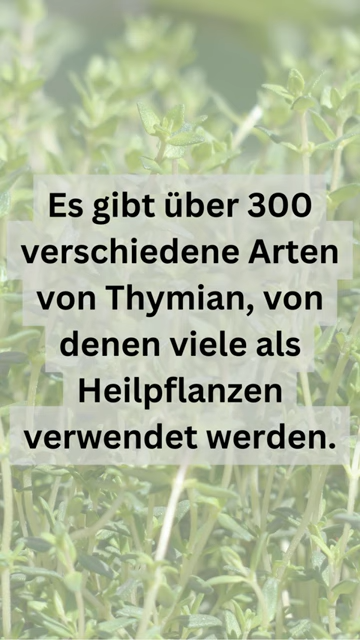 Es gibt über 300
verschiedene Arten
von Thymian, von
denen viele als
Heilpflanzen
verwendet werden.